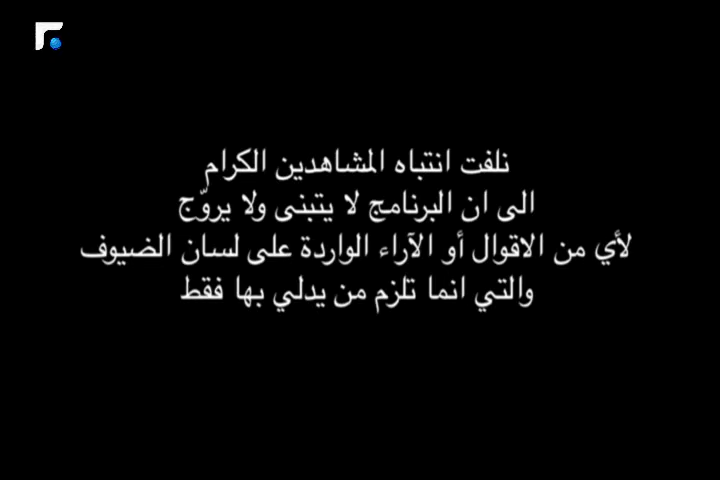 نلفت انتباه المشاهدين الكرام
الى ان البرنامج لا يتبنى ولا يروّج
لأي من الاقوال أو الآراء الواردة على لسان الضيوف
والتي انما تلزم من يدلي بها فقط